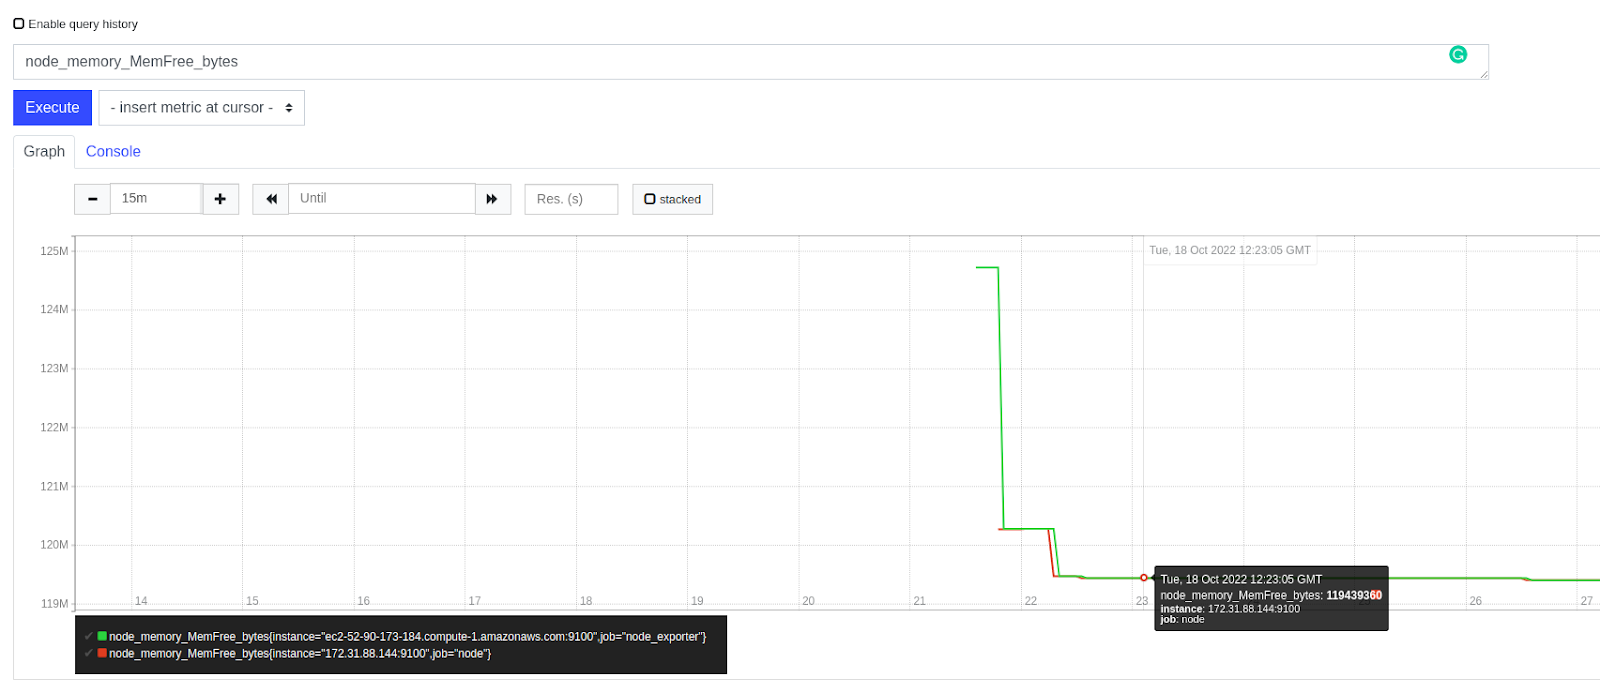 Enable query history
node_memory_MemFree_bytes
Execute
- insert metric at cursor -
Graph
Console
15m
Until
Res. (s)
stacked
125M
Tue, 18 Oct 2022 12:23:05 GMT
124M
123M
122M
121M
120M
119M
14
15
16
17
18
19
20
21
22
23
26
27
Tue, 18 Oct 2022 12:23:05 GMT
node_memory_MemFree_bytes: 119439360
instance: 172.31.88.144:9100
job: node
node_memory_MemFree_bytes{instance="ec2-52-90-173-184.compute-1.amazonaws.com:9100",job="node_exporter"}
node_memory_MemFree_bytes{instance="172.31.88.144:9100",job="node"}